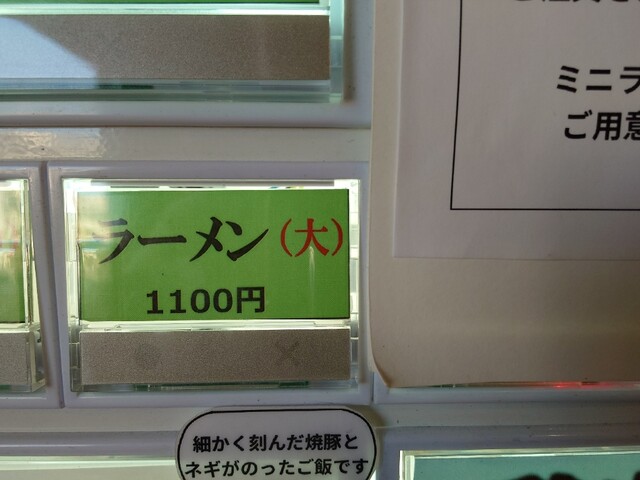 ミニラ
ご用意
ラーメン(大)
1100円
細かく刻んだ焼豚と
ネギがのったご飯です